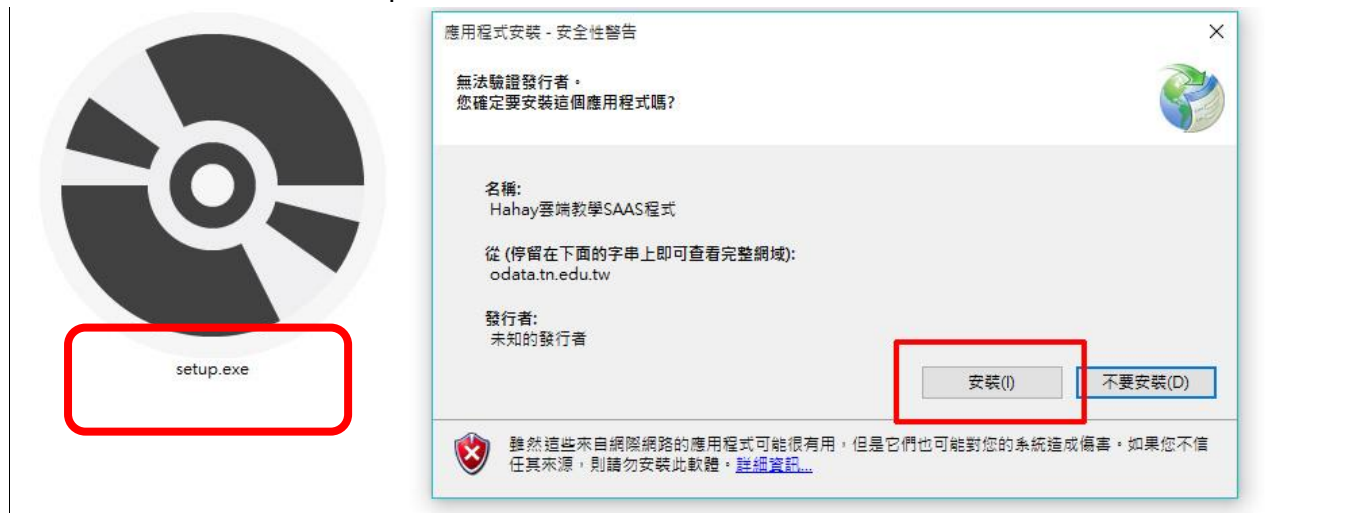 setup.exe
應用程式安裝 - 安全性警告
無法驗證發行者。
您確定要安裝這個應用程式嗎?
名稱:
Hahay雲端教學SAAS程式
從 (停留在下面的字串上即可查看完整網域):
odata.tn.edu.tw
發行者:
未知的發行者
安裝(I)
不要安裝(D)
雖然這些來自網際網路的應用程式可能很有用，但是它們也可能對您的系統造成傷害。如果您不信
任其來源，則請勿安裝此軟體。詳細資訊...